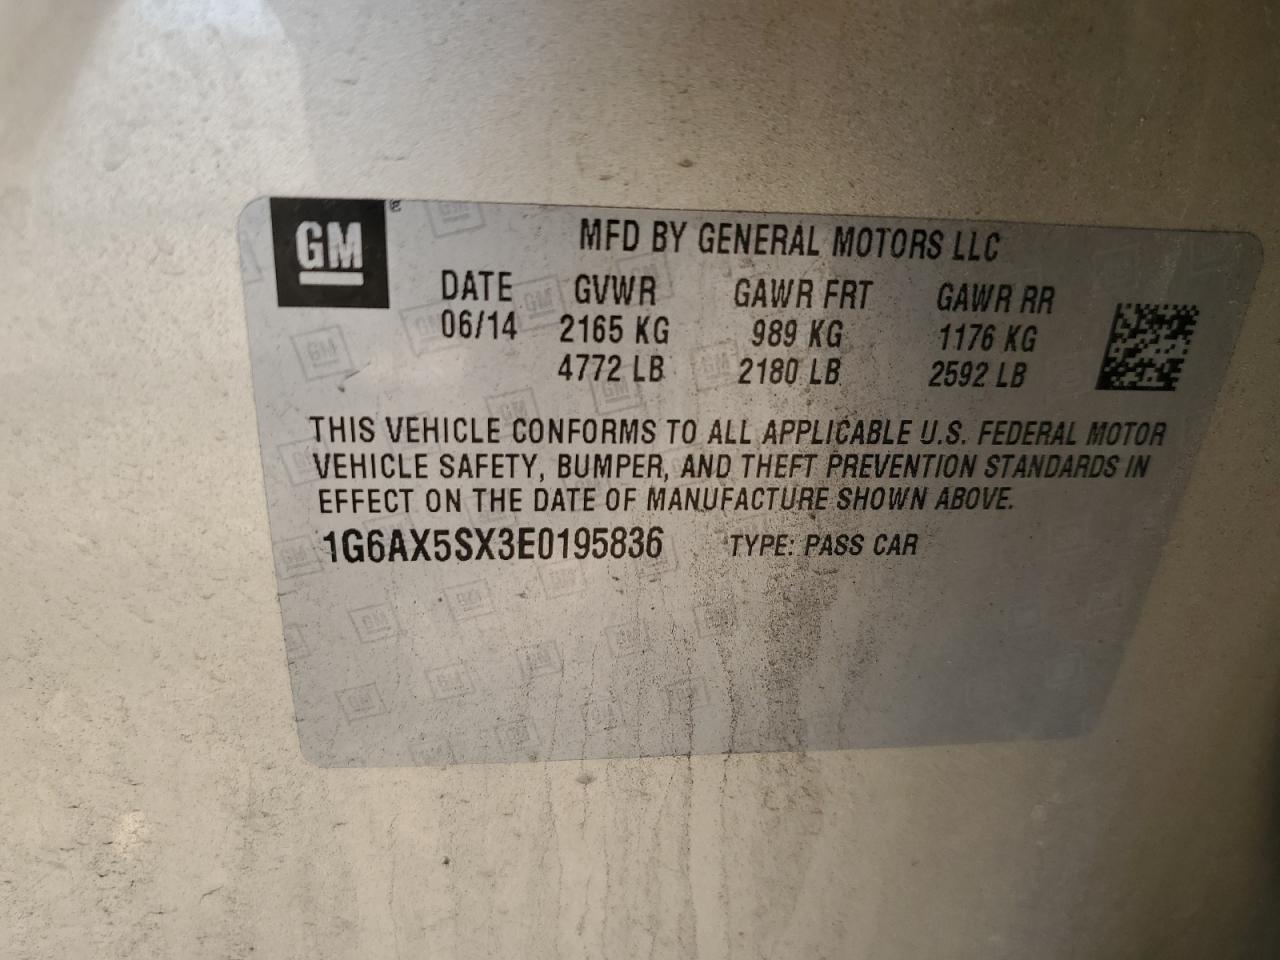 GM
MFD BY GENERAL MOTORS LLC
DATE GVWR GAWR FRT GAWR RR
06/14 2165 KG 989 KG 1176 KG
4772 LB 2180 LB 2592 LB
THIS VEHICLE CONFORMS TO ALL APPLICABLE U.S. FEDERAL MOTOR
VEHICLE SAFETY, BUMPER, AND THEFT PREVENTION STANDARDS IN
EFFECT ON THE DATE OF MANUFACTURE SHOWN ABOVE.
1G6AX5SX3E0195836 TYPE: PASS CAR